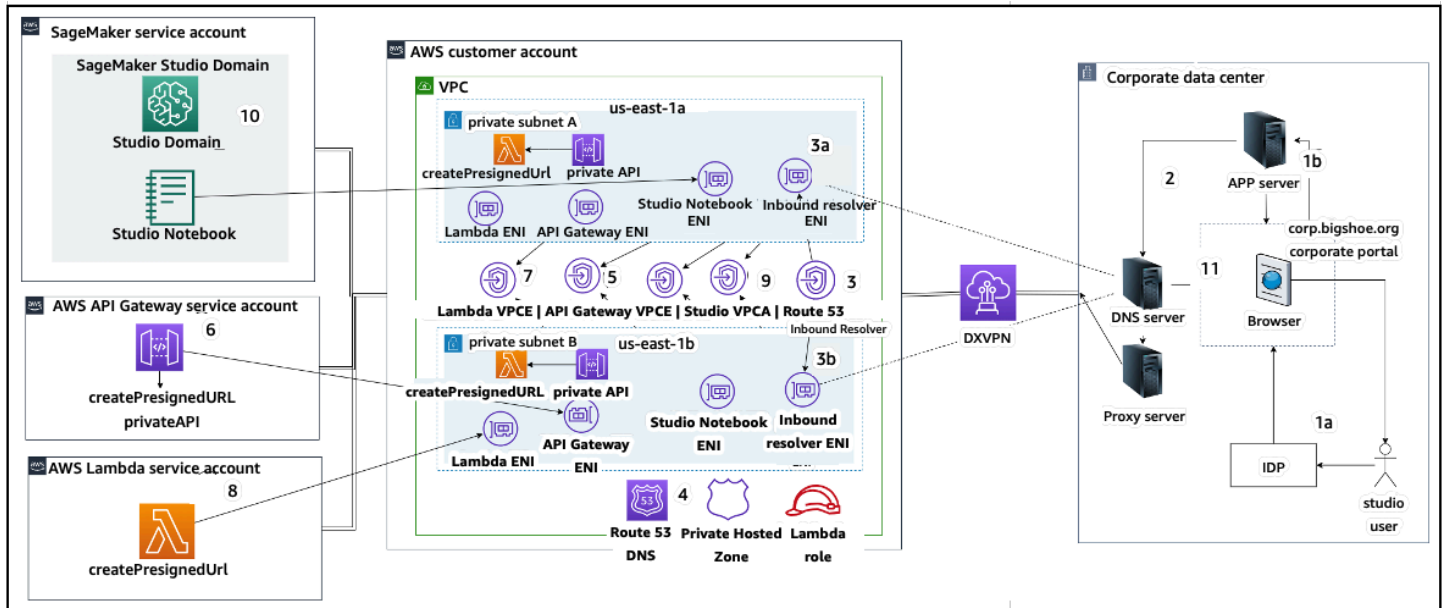 aws
SageMaker service account
SageMaker Studio Domain
10
Studio Domain
Studio Notebook
aws
AWS API Gateway service account
6
createPresignedURL
privateAPI
aws
AWS Lambda service account
8
createPresignedUrl
aws
AWS customer account
VPC
us-east-1a
private subnet A
3a
createPresignedUrl
private API
Studio Notebook
ENI
Inbound resolver
ENI
Lambda ENI
API Gateway ENI
7
5
9
3
Lambda VPCE | API Gateway VPCE | Studio VPCA | Route 53
Inbound Resolver
private subnet B
us-east-1b
3b
createPresignedURL
private API
Studio Notebook
ENI
Inbound
resolver ENI
API Gateway
ENI
Lambda ENI
53
4
Route 53
DNS
Private Hosted
Zone
Lambda
role
DXVPN
Corporate data center
1b
2
APP server
corp.bigshoe.org
corporate portal
11
DNS server
Browser
Proxy server
1a
IDP
studio
user